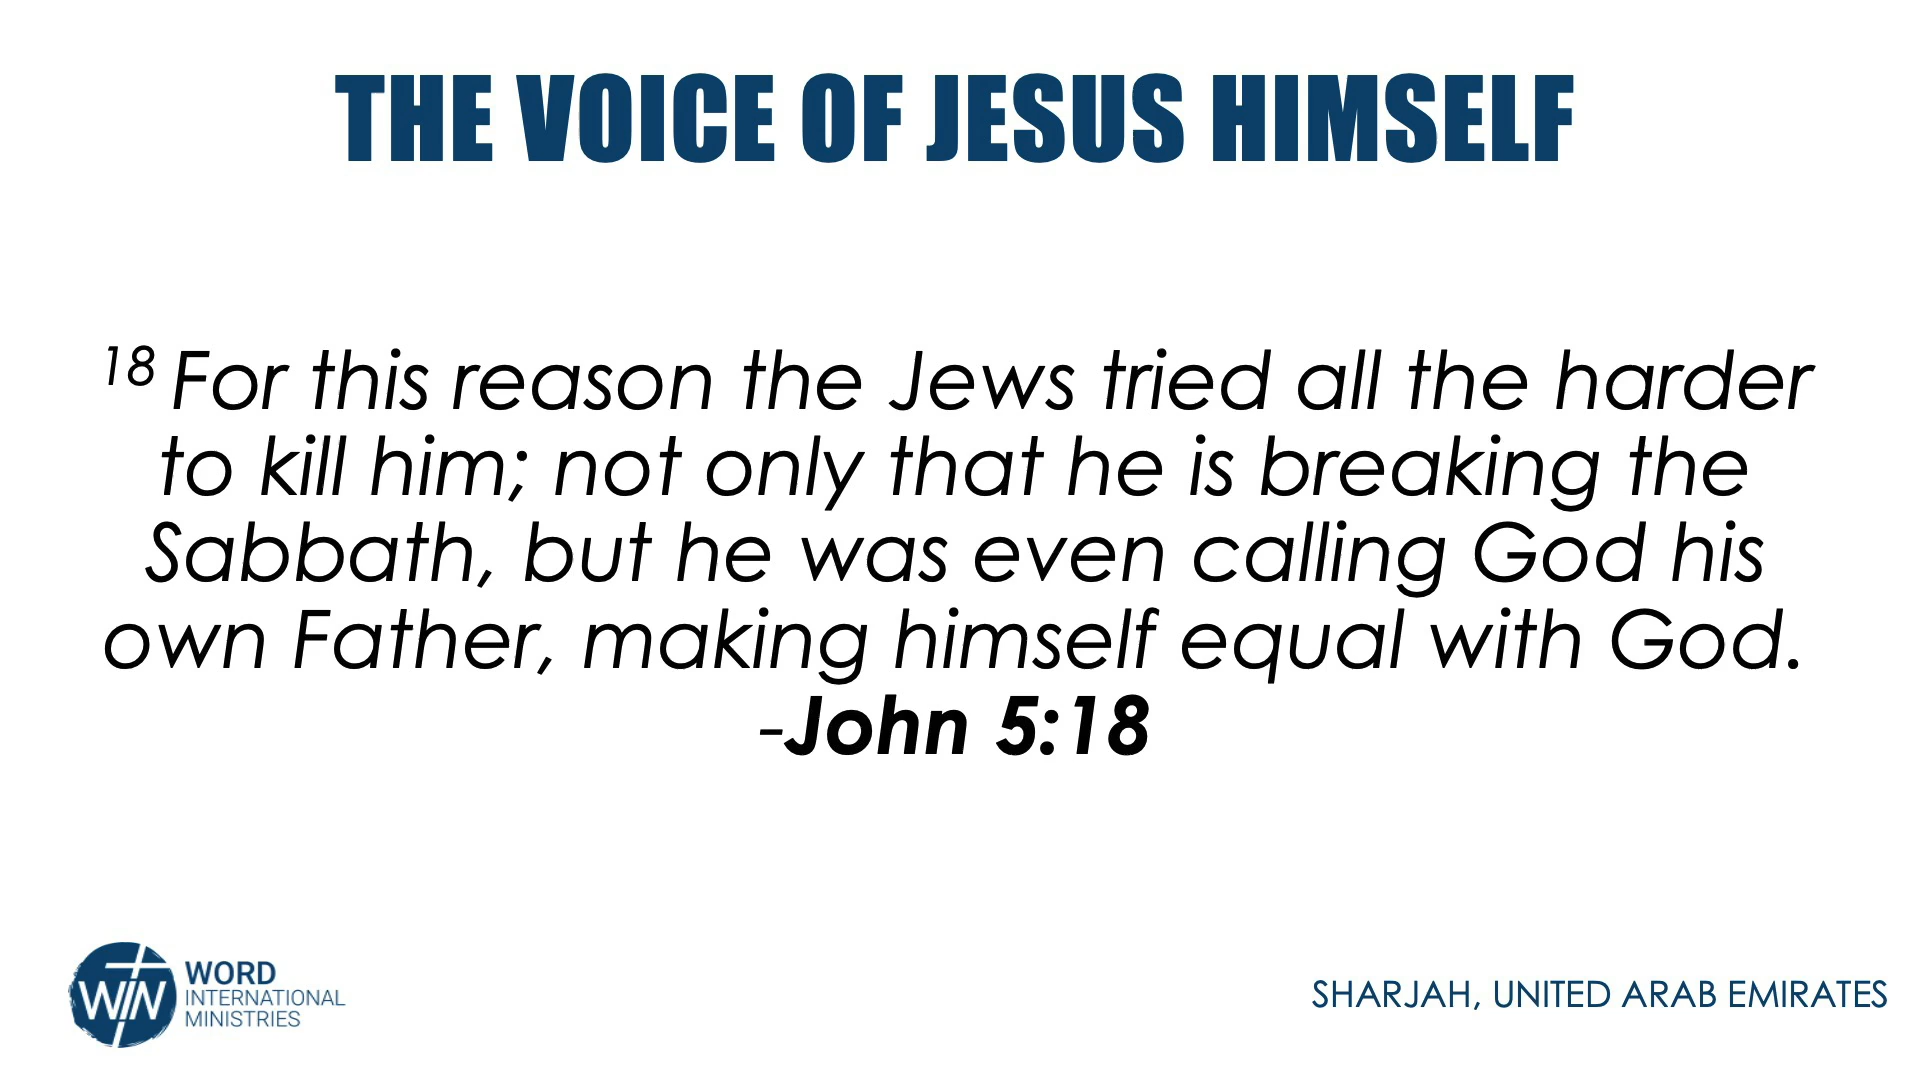 THE VOICE OF JESUS HIMSELF
18 For this reason the Jews tried all the harder
to kill him; not only that he is breaking the
Sabbath, but he was even calling God his
own Father, making himself equal with God.
-John 5:18
WIN
WORD
INTERNATIONAL
MINISTRIES
SHARJAH, UNITED ARAB EMIRATES